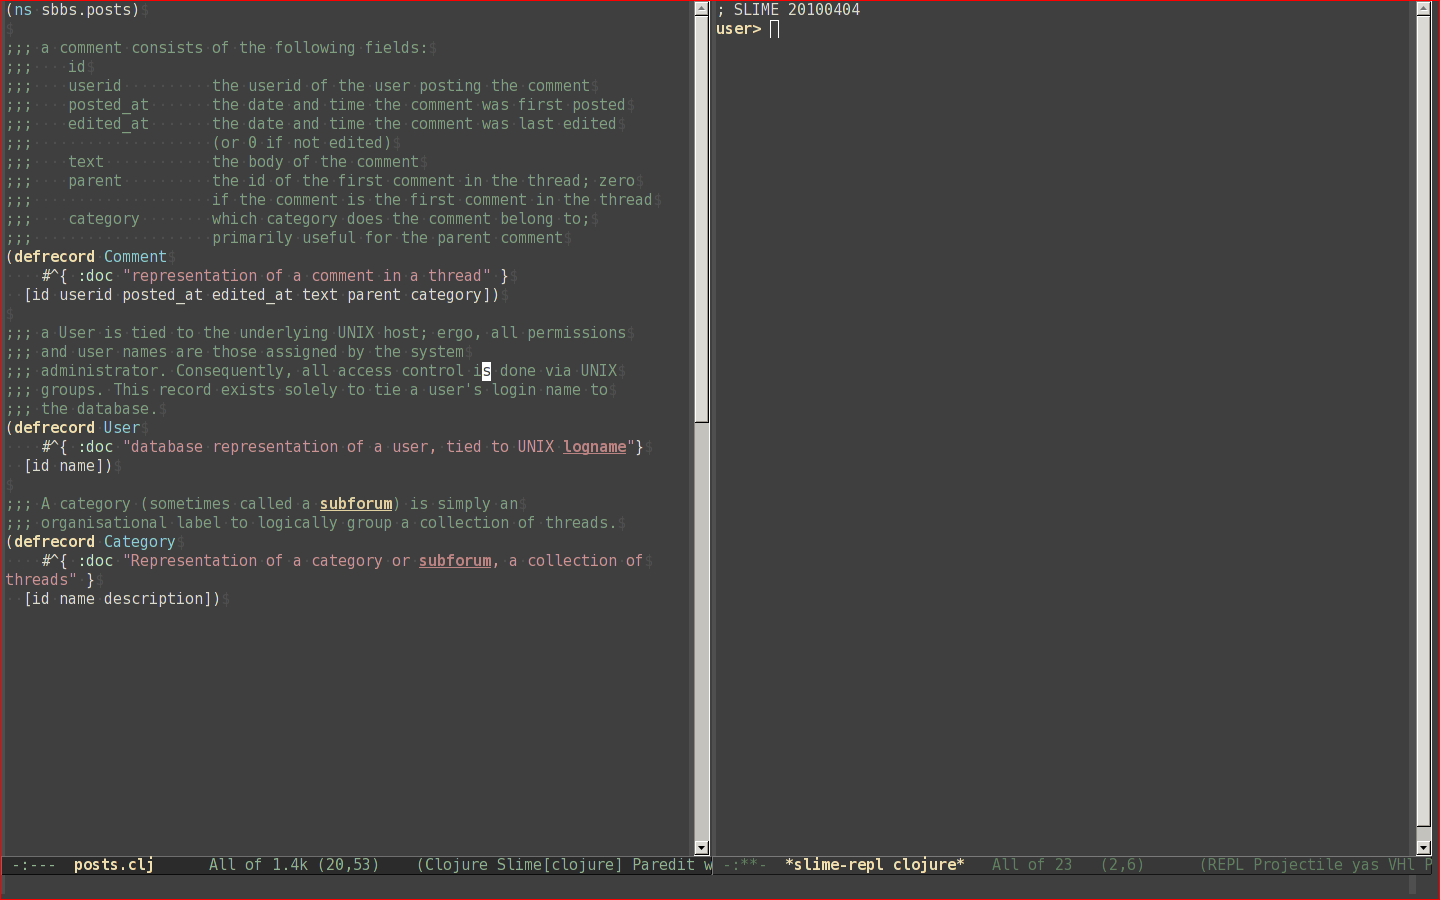 (ns sbbs.posts)$
$
;;; a comment consists of the following fields:$
;;;    id$
;;;    userid          the userid of the user posting the comment$
;;;    posted_at       the date and time the comment was first posted$
;;;    edited_at       the date and time the comment was last edited$
;;;                    (or 0 if not edited)$
;;;    text            the body of the comment$
;;;    parent          the id of the first comment in the thread; zero$
;;;                    if the comment is the first comment in the thread$
;;;    category        which category does the comment belong to;$
;;;                    primarily useful for the parent comment$
(defrecord Comment$
    #^{ :doc "representation of a comment in a thread" }$
  [id userid posted_at edited_at text parent category])$
$
;;; a User is tied to the underlying UNIX host; ergo, all permissions$
;;; and user names are those assigned by the system$
;;; administrator. Consequently, all access control is done via UNIX$
;;; groups. This record exists solely to tie a user's login name to$
;;; the database.$
(defrecord User$
    #^{ :doc "database representation of a user, tied to UNIX logname"}$
  [id name])$
$
;;; A category (sometimes called a subforum) is simply an$
;;; organisational label to logically group a collection of threads.$
(defrecord Category$
    #^{ :doc "Representation of a category or subforum, a collection of$
threads" }$
  [id name description])$
-:---  posts.clj      All of 1.4k (20,53)    (Clojure Slime[clojure] Paredit w
; SLIME 20100404
user>
-:**-  *slime-repl clojure*   All of 23   (2,6)      (REPL Projectile yas VHl P